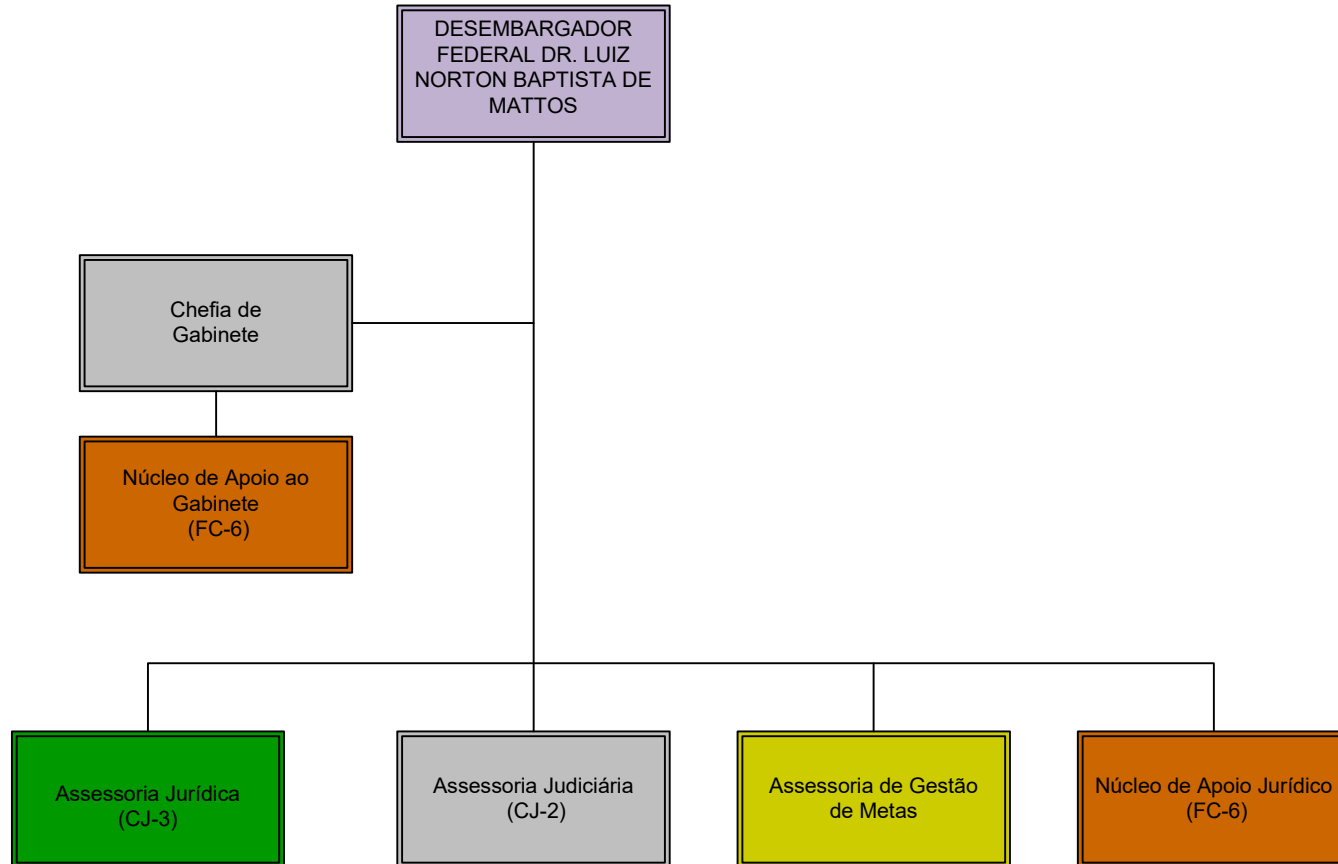 DESEMBARGADOR
FEDERAL DR. LUIZ
NORTON BAPTISTA DE
MATTOS
Chefia de
Gabinete
Núcleo de Apoio ao
Gabinete
(FC-6)
Assessoria Jurídica
(CJ-3)
Assessoria Judiciária
(CJ-2)
Assessoria de Gestão
de Metas
Núcleo de Apoio Jurídico
(FC-6)